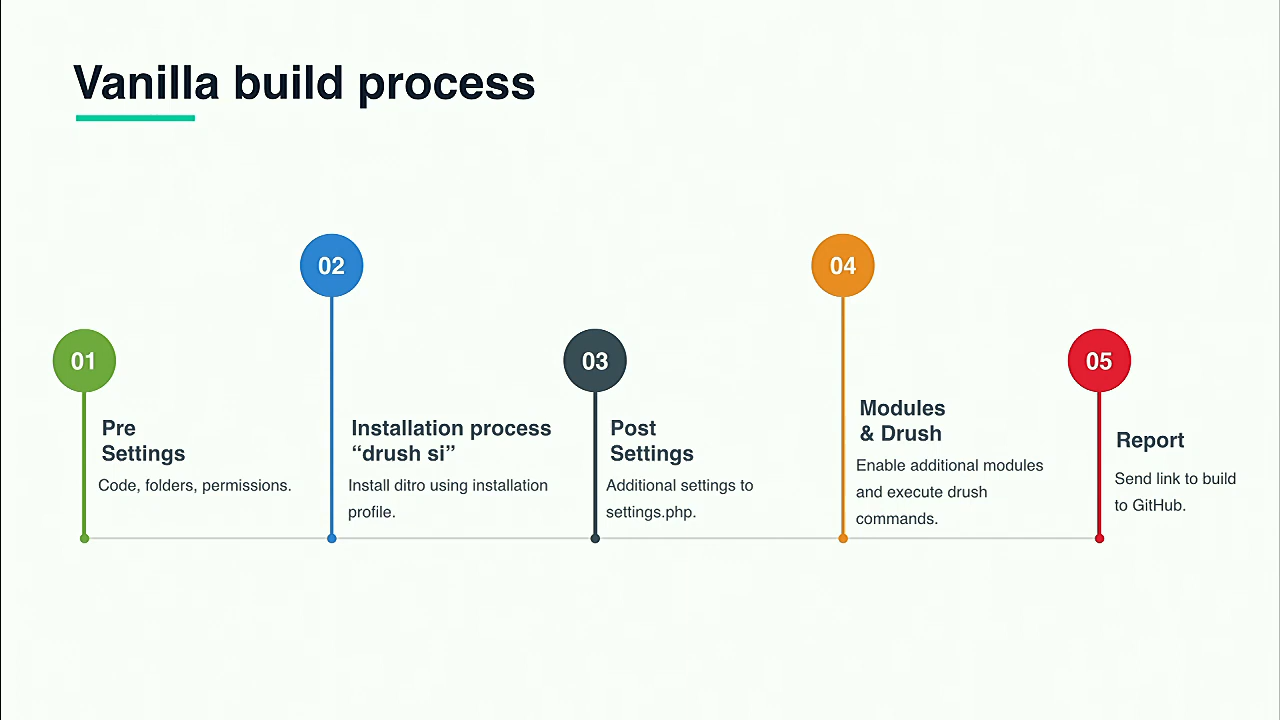 Vanilla build process
01
Pre
Settings
Code, folders, permissions.
02
Installation process
“drush si”
Install ditro using installation
profile.
03
Post
Settings
Additional settings to
settings.php.
04
Modules
& Drush
Enable additional modules
and execute drush
commands.
05
Report
Send link to build
to GitHub.